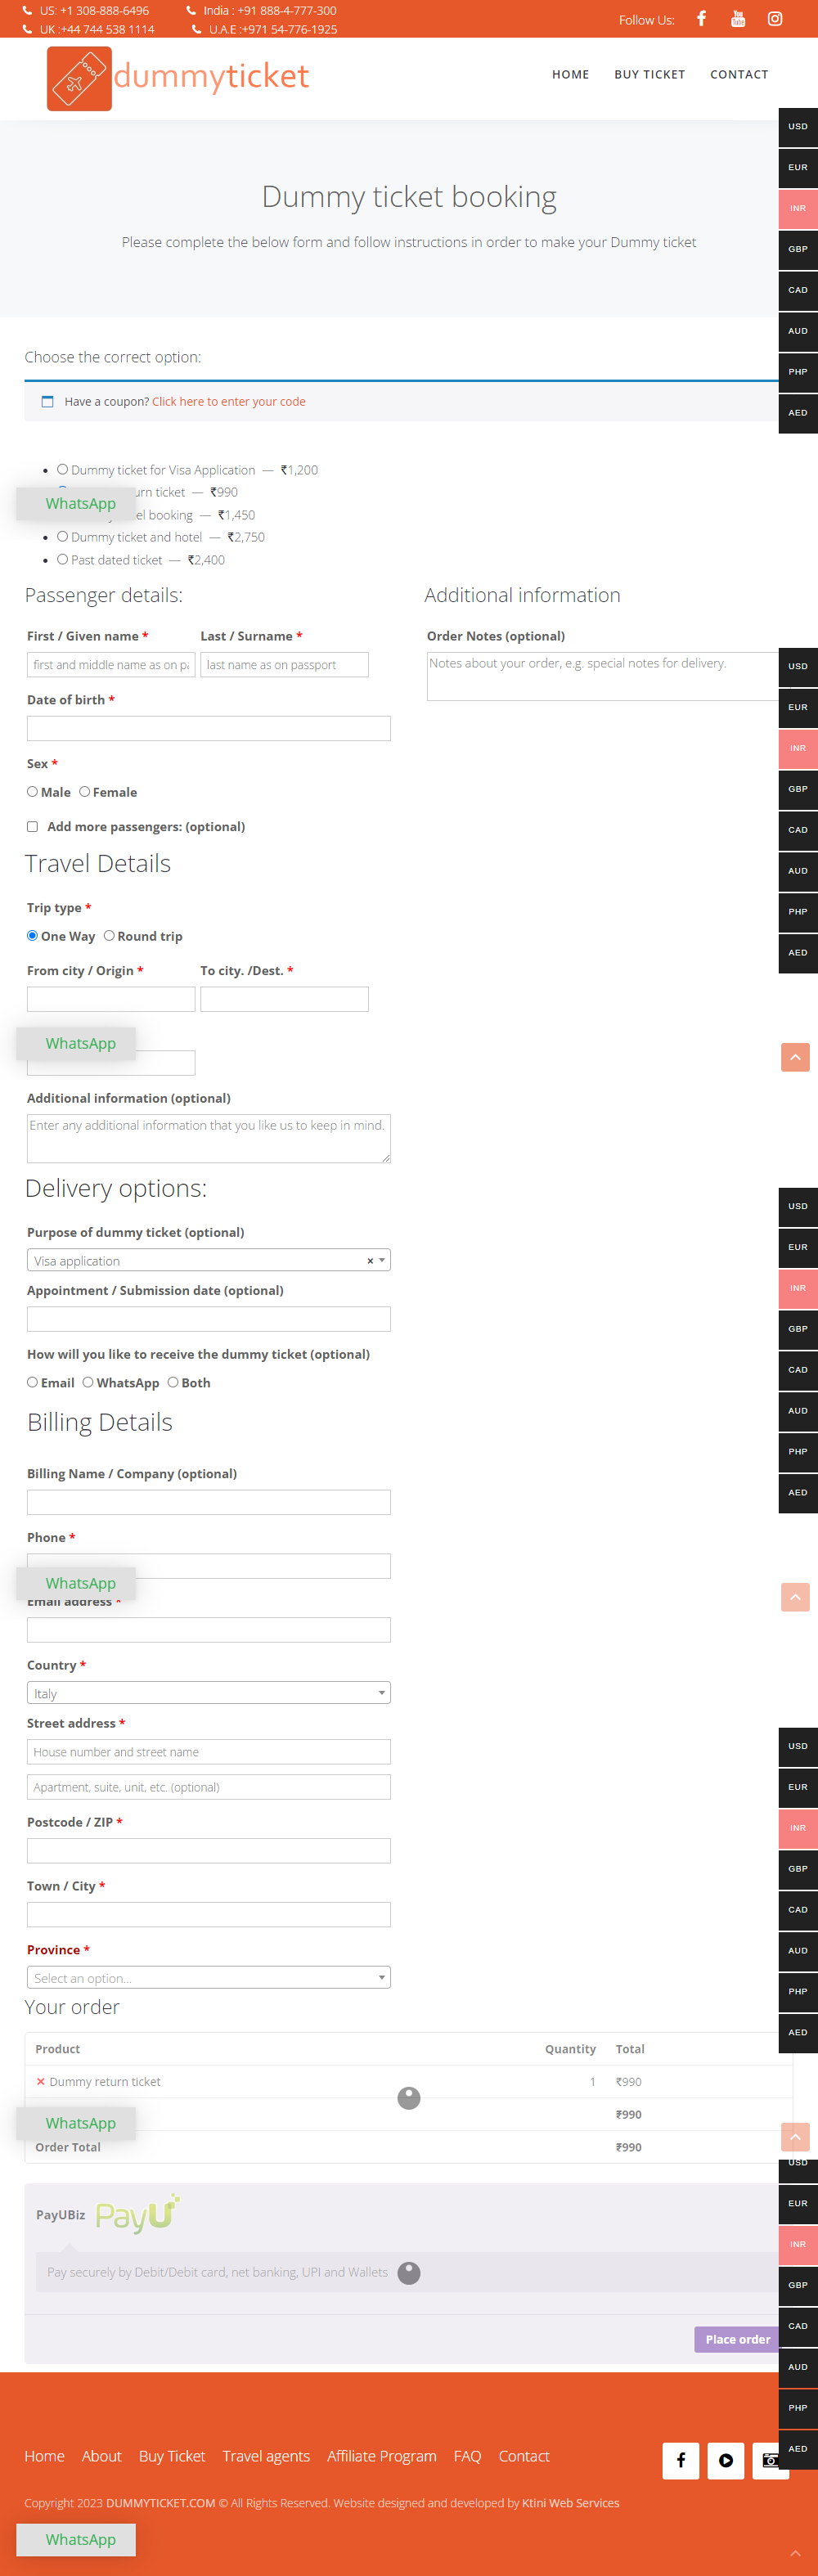 US: +1 308-888-6496
India : +91 888-4-777-300
UK :+44 744 538 1114
U.A.E :+971 54-776-1925
Follow Us:
dummyticket
HOME
BUY TICKET
CONTACT
USD
EUR
INR
GBP
CAD
AUD
PHP
AED
Dummy ticket booking
Please complete the below form and follow instructions in order to make your Dummy ticket
Choose the correct option:
Have a coupon? Click here to enter your code
Dummy ticket for Visa Application — ₹1,200
urn ticket — ₹990
WhatsApp
el booking — ₹1,450
Dummy ticket and hotel — ₹2,750
Past dated ticket — ₹2,400
Passenger details:
Additional information
First / Given name *
Last / Surname *
Order Notes (optional)
first and middle name as on pa
last name as on passport
Notes about your order, e.g. special notes for delivery.
USD
EUR
INR
GBP
CAD
AUD
PHP
AED
Date of birth *
Sex *
Male
Female
Add more passengers: (optional)
Travel Details
Trip type *
One Way
Round trip
From city / Origin *
To city. /Dest. *
WhatsApp
Additional information (optional)
Enter any additional information that you like us to keep in mind.
Delivery options:
USD
EUR
INR
GBP
CAD
AUD
PHP
AED
Purpose of dummy ticket (optional)
Visa application
×
Appointment / Submission date (optional)
How will you like to receive the dummy ticket (optional)
Email
WhatsApp
Both
Billing Details
Billing Name / Company (optional)
Phone *
WhatsApp
Email address *
Country *
Italy
Street address *
House number and street name
Apartment, suite, unit, etc. (optional)
USD
EUR
INR
GBP
CAD
AUD
PHP
AED
Postcode / ZIP *
Town / City *
Province *
Select an option...
Your order
Product
Quantity
Total
× Dummy return ticket
1
₹990
WhatsApp
₹990
Order Total
₹990
USD
EUR
INR
GBP
CAD
AUD
PHP
AED
PayUBiz
PayU
Pay securely by Debit/Debit card, net banking, UPI and Wallets
Place order
Home
About
Buy Ticket
Travel agents
Affiliate Program
FAQ
Contact
Copyright 2023 DUMMYTICKET.COM © All Rights Reserved. Website designed and developed by Ktini Web Services
WhatsApp